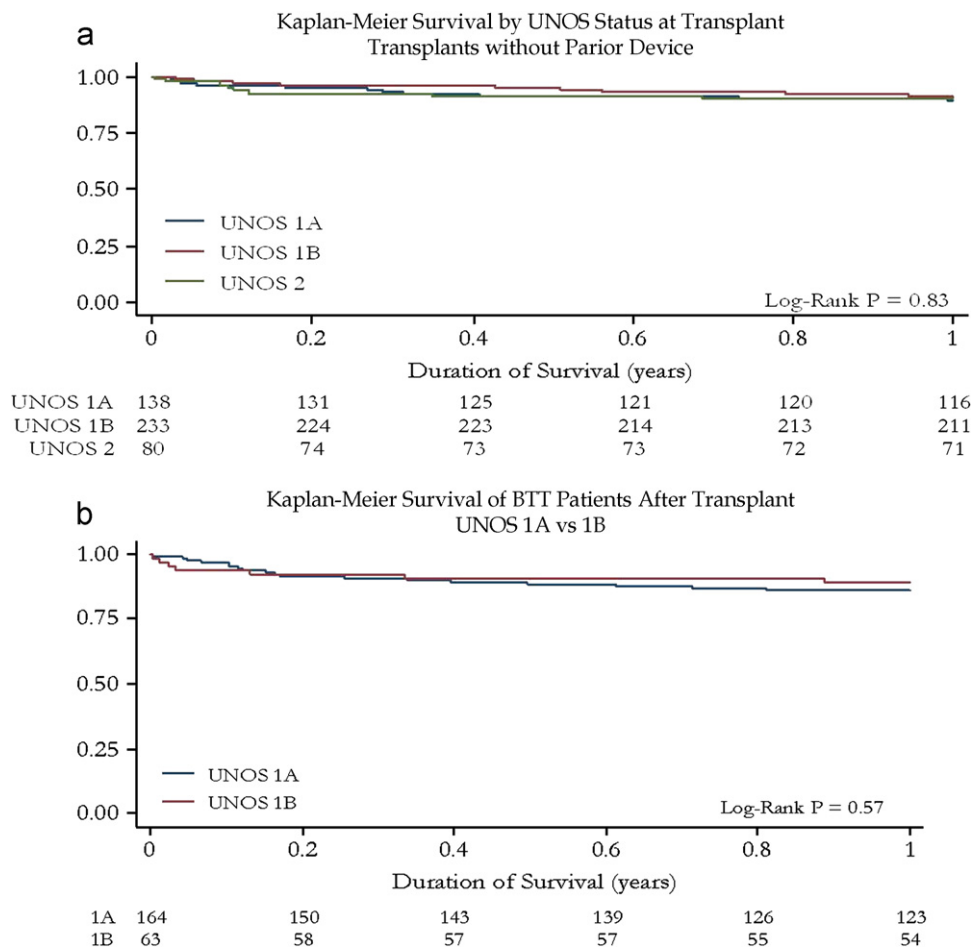 a
Kaplan-Meier Survival by UNOS Status at Transplant
Transplants without Parior Device
1.00
0.75
0.50
0.25
0.00
UNOS 1A
UNOS 1B
UNOS 2
Log-Rank P = 0.83
0 0.2 0.4 0.6 0.8 1
Duration of Survival (years)
UNOS 1A 138 131 125 121 120 116
UNOS 1B 233 224 223 214 213 211
UNOS 2 80 74 73 73 72 71
b
Kaplan-Meier Survival of BTT Patients After Transplant
UNOS 1A vs 1B
1.00
0.75
0.50
0.25
0.00
UNOS 1A
UNOS 1B
Log-Rank P = 0.57
0 0.2 0.4 0.6 0.8 1
Duration of Survival (years)
1A 164 150 143 139 126 123
1B 63 58 57 57 55 54